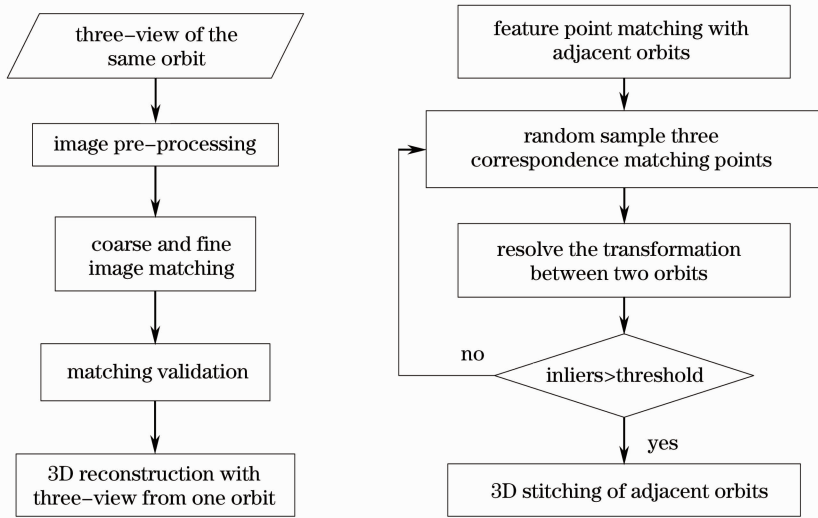 three-view of the
same orbit
image pre-processing
coarse and fine
image matching
matching validation
3D reconstruction with
three-view from one orbit
feature point matching with
adjacent orbits
random sample three
correspondence matching points
resolve the transformation
between two orbits
no
inliers>threshold
yes
3D stitching of adjacent orbits